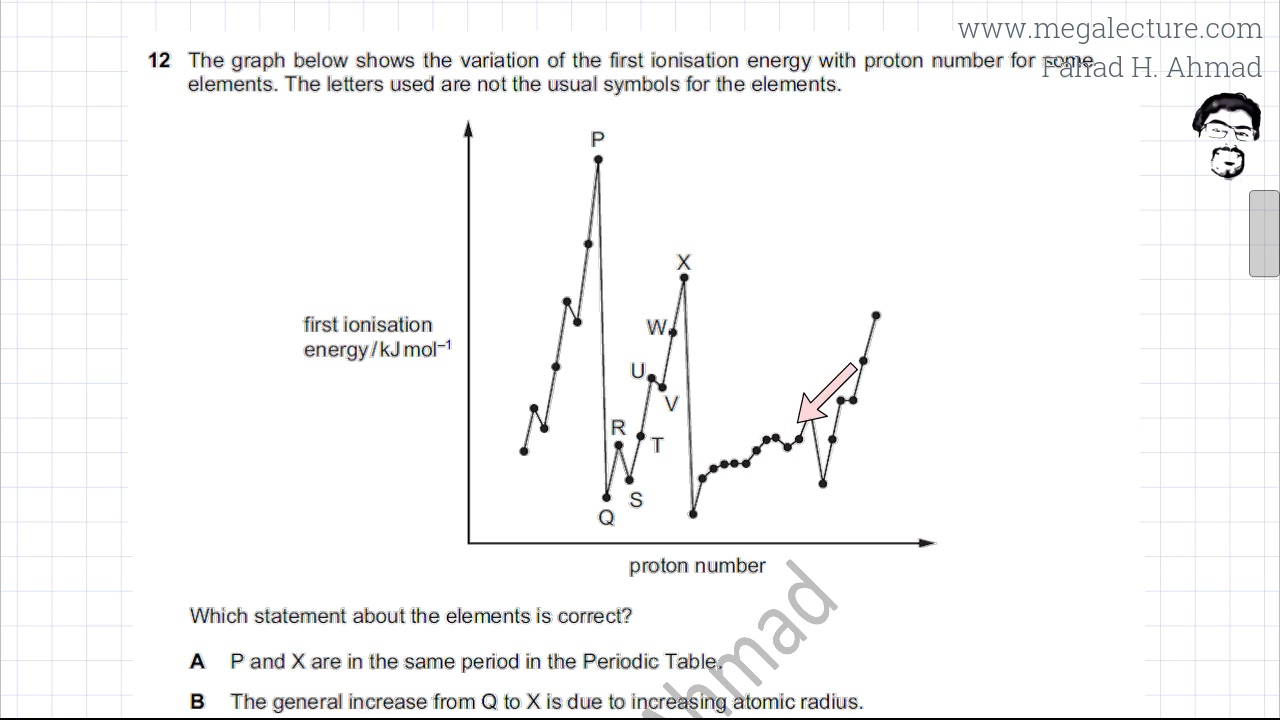 www.megalecture.com
Fahad H. Ahmad
12 The graph below shows the variation of the first ionisation energy with proton number for some
elements. The letters used are not the usual symbols for the elements.
P
X
first ionisation
energy / kJ mol⁻¹
W
U
V
R
T
S
Q
proton number
Ahmad
Which statement about the elements is correct?
A P and X are in the same period in the Periodic Table.
B The general increase from Q to X is due to increasing atomic radius.